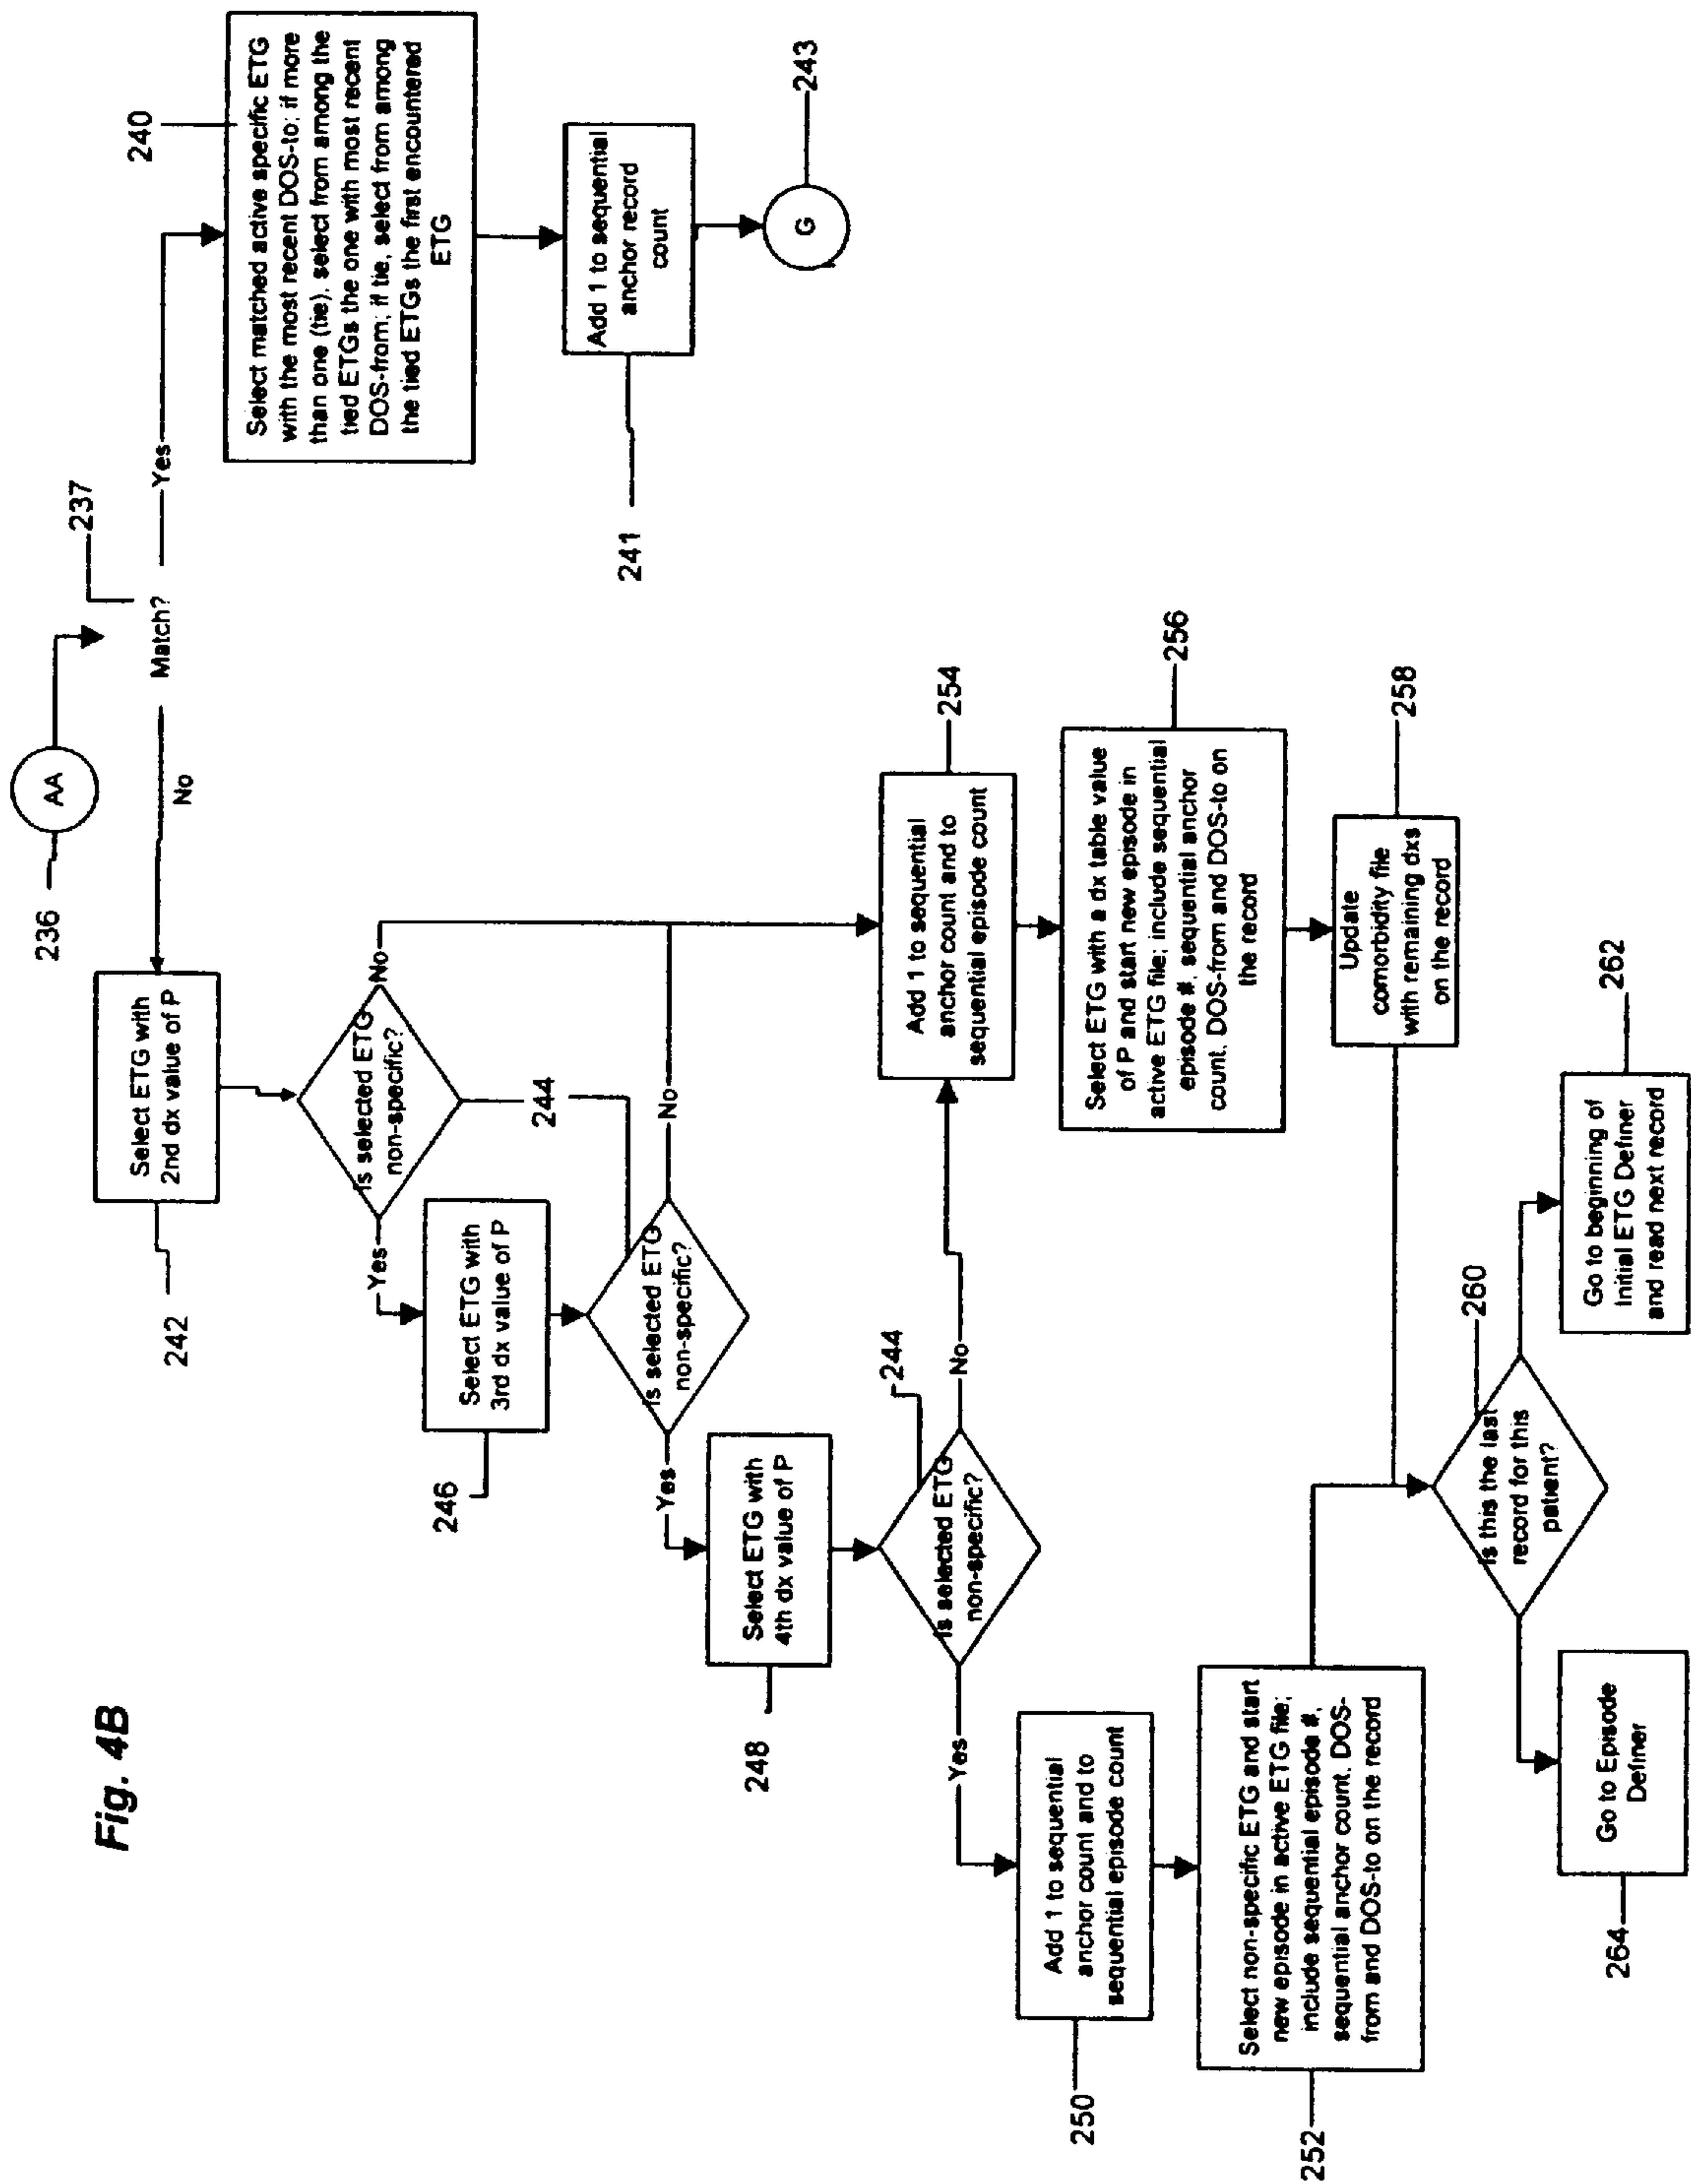 Fig. 4B
236
AA
237
Match?
Yes
No
240
Select matched active specific ETG
with the most recent DOS-to; if more
than one (tie), select from among the
tied ETGs the one with most recent
DOS-from; if tie, select from among
the tied ETGs the first encountered
ETG
241
Add 1 to sequential
anchor record
count
G
243
242
Select ETG with
2nd dx value of P
Is selected ETG
non-specific?
No
Yes
244
246
Select ETG with
3rd dx value of P
Is selected ETG
non-specific?
No
Yes
248
Select ETG with
4th dx value of P
244
Is selected ETG
non-specific?
No
Yes
254
Add 1 to sequential
anchor count and to
sequential episode count
256
Select ETG with a dx table value
of P and start new episode in
active ETG file; include sequential
episode #, sequential anchor
count, DOS-from and DOS-to on
the record
258
Update
comorbidity file
with remaining dxs
on the record
250
Add 1 to sequential
anchor count and to
sequential episode count
252
Select non-specific ETG and start
new episode in active ETG file;
include sequential episode #,
sequential anchor count, DOS-
from and DOS-to on the record
260
Is this the last
record for this
patient?
262
Go to beginning of
Initial ETG Definer
and read next record
264
Go to Episode
Definer